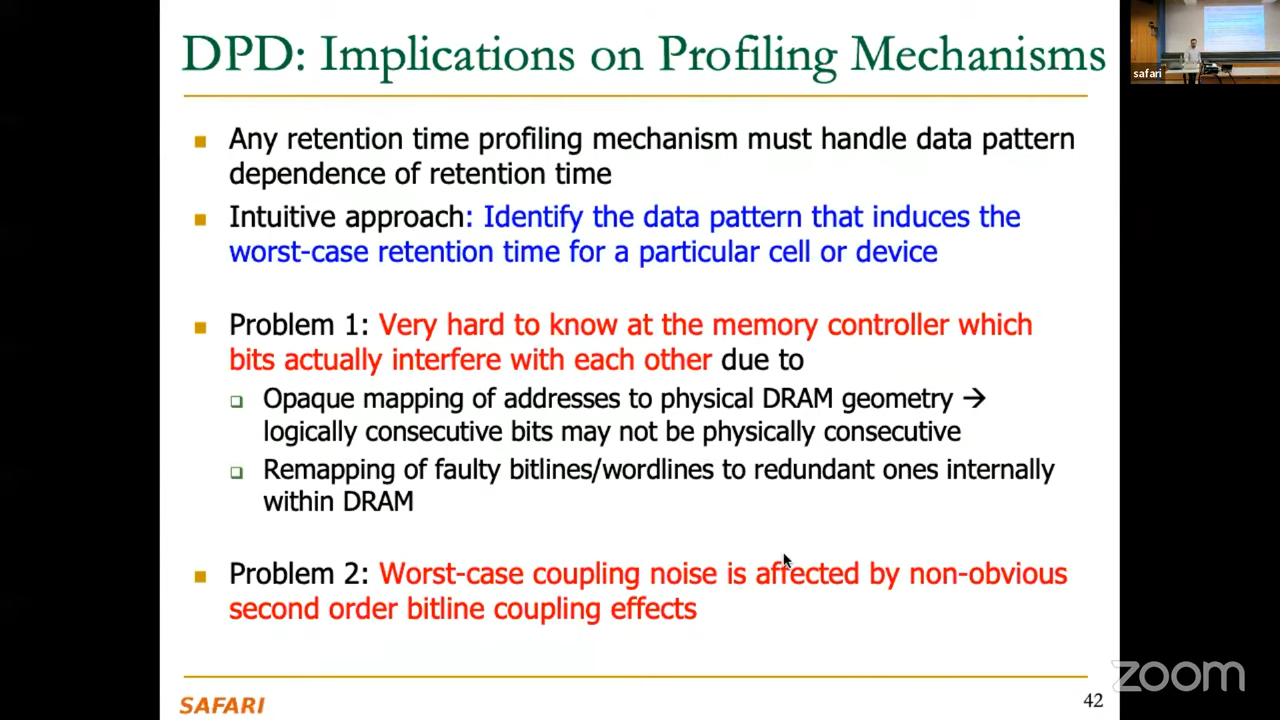 DPD: Implications on Profiling Mechanisms
safari
Any retention time profiling mechanism must handle data pattern
dependence of retention time
Intuitive approach: Identify the data pattern that induces the
worst-case retention time for a particular cell or device
Problem 1: Very hard to know at the memory controller which
bits actually interfere with each other due to
Opaque mapping of addresses to physical DRAM geometry →
logically consecutive bits may not be physically consecutive
Remapping of faulty bitlines/wordlines to redundant ones internally
within DRAM
Problem 2: Worst-case coupling noise is affected by non-obvious
second order bitline coupling effects
SAFARI
42
zoom